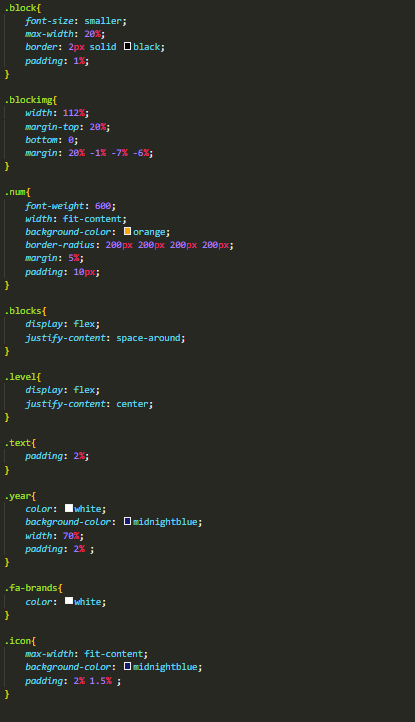 .block{
font-size: smaller;
max-width: 20%;
border: 2px solid black;
padding: 1%;
}
.blockimg{
width: 112%;
margin-top: 20%;
bottom: 0;
margin: 20% -1% -7% -6%;
}
.num{
font-weight: 600;
width: fit-content;
background-color: orange;
border-radius: 200px 200px 200px 200px;
margin: 5%;
padding: 10px;
}
.blocks{
display: flex;
justify-content: space-around;
}
.level{
display: flex;
justify-content: center;
}
.text{
padding: 2%;
}
.year{
color: white;
background-color: midnightblue;
width: 70%;
padding: 2% ;
}
.fa-brands{
color: white;
}
.icon{
max-width: fit-content;
background-color: midnightblue;
padding: 2% 1.5% ;
}